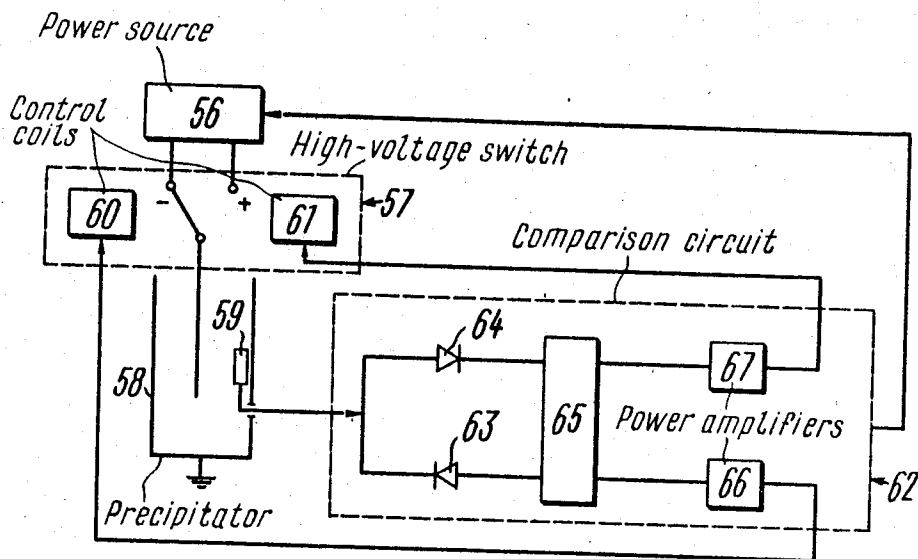 Power source
56
Control
coils
High-voltage switch
60
−
+
61
57
Comparison circuit
59
64
67
58
65
Power amplifiers
63
66
62
Precipitator